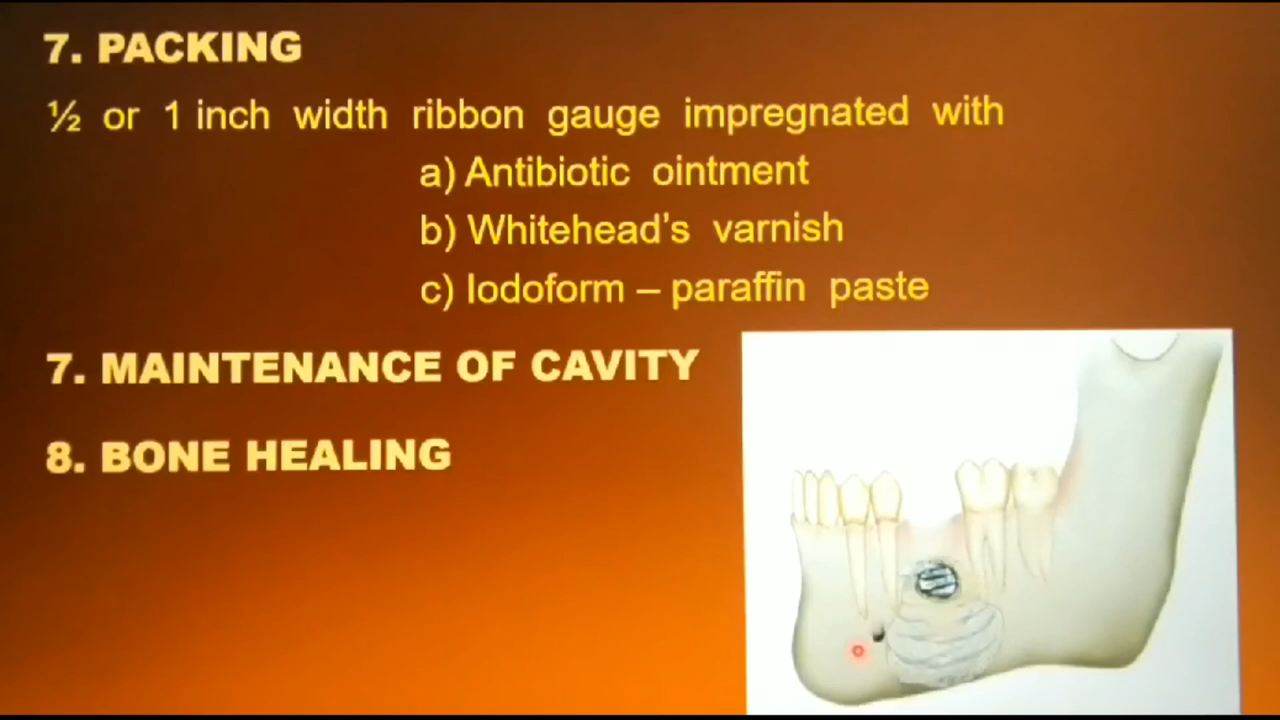 7. PACKING
½ or 1 inch width ribbon gauge impregnated with
a) Antibiotic ointment
b) Whitehead's varnish
c) Iodoform – paraffin paste
7. MAINTENANCE OF CAVITY
8. BONE HEALING